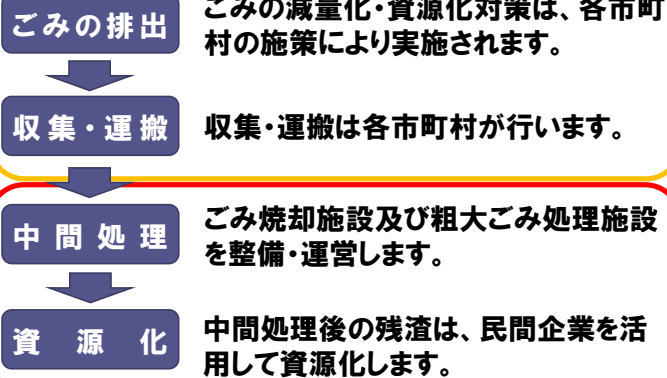 ごみの排出
ごみの減量化・資源化対策は、各市町
村の施策により実施されます。
収集・運搬
収集・運搬は各市町村が行います。
中間処理
ごみ焼却施設及び粗大ごみ処理施設
を整備・運営します。
資源化
中間処理後の残渣は、民間企業を活
用して資源化します。